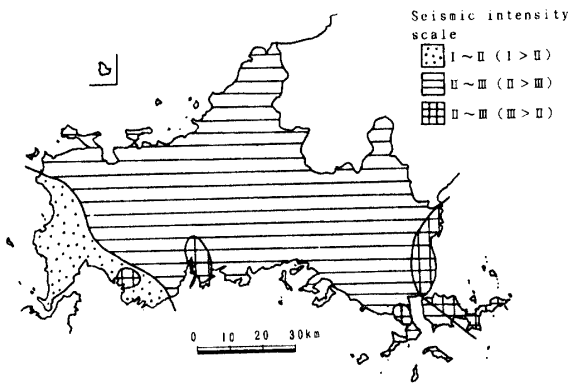 Seismic intensity
scale
Ⅰ～Ⅱ (Ⅰ＞Ⅱ)
Ⅱ～Ⅲ (Ⅱ＞Ⅲ)
Ⅱ～Ⅲ (Ⅲ＞Ⅱ)
0 10 20 30km